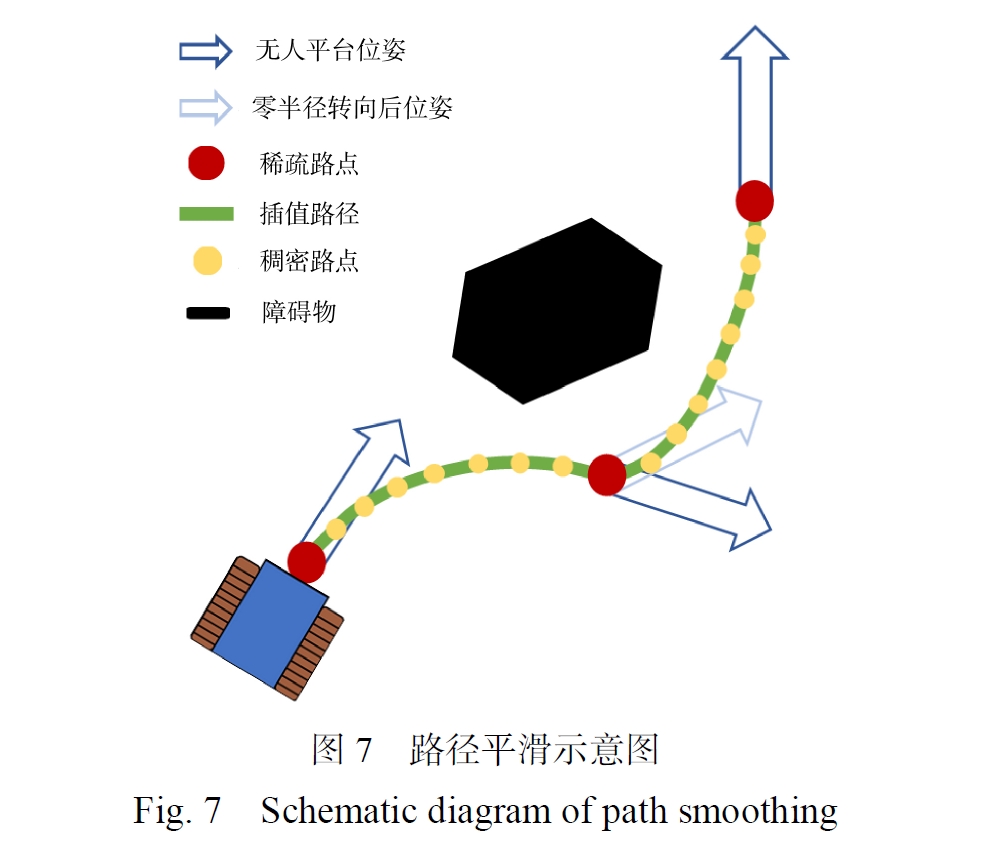 无人平台位姿
零半径转向后位姿
稀疏路点
插值路径
稠密路点
障碍物
图 7 路径平滑示意图
Fig. 7 Schematic diagram of path smoothing